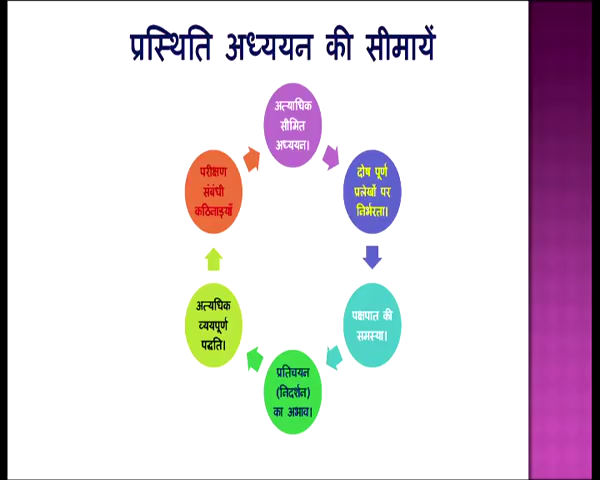 प्रस्थिति अध्ययन की सीमायें
अत्याधिक
सीमित
अध्ययन।
दोष पूर्ण
प्रलेखों पर
निर्भरता।
पक्षपात की
समस्या।
प्रतिचयन
(निदर्शन)
का अभाव।
अत्यधिक
व्ययपूर्ण
पद्धति।
परीक्षण
संबंधी
कठिनाइयाँ